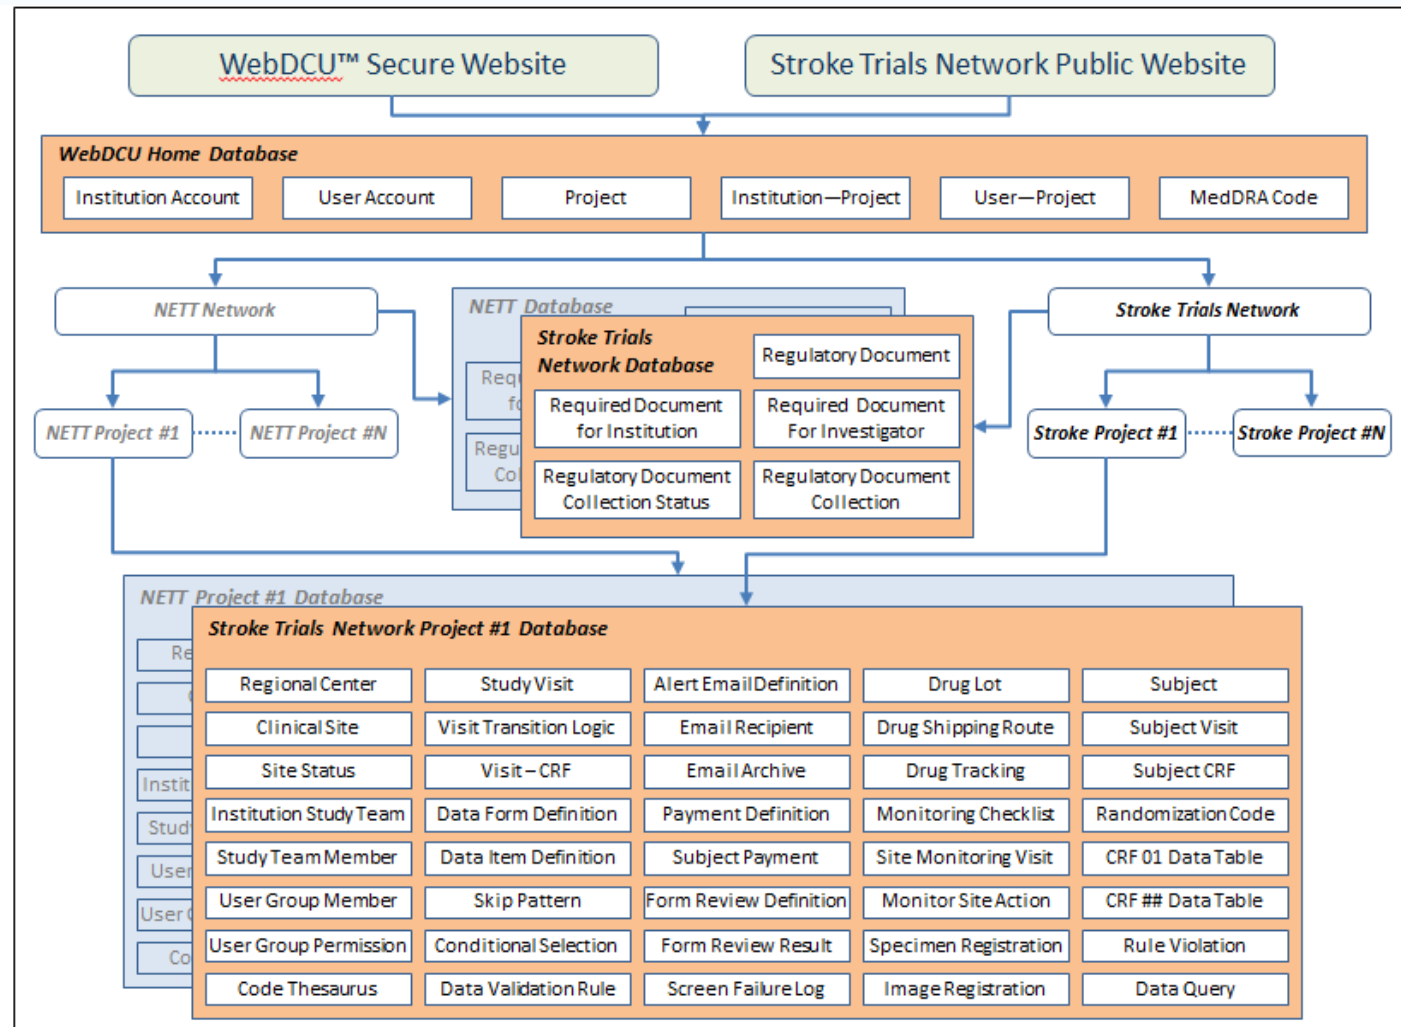 WebDCU™ Secure Website
Stroke Trials Network Public Website
WebDCU Home Database
Institution Account
User Account
Project
Institution—Project
User—Project
MedDRA Code
NETT Network
NETT Database
Stroke Trials Network
Stroke Trials
Network Database
Regulatory Document
Required Document
for Institution
Required Document
For Investigator
Regulatory Document
Collection Status
Regulatory Document
Collection
NETT Project #1
NETT Project #N
Stroke Project #1
Stroke Project #N
NETT Project #1 Database
Stroke Trials Network Project #1 Database
Regional Center
Study Visit
Alert Email Definition
Drug Lot
Subject
Clinical Site
Visit Transition Logic
Email Recipient
Drug Shipping Route
Subject Visit
Site Status
Visit – CRF
Email Archive
Drug Tracking
Subject CRF
Institution Study Team
Data Form Definition
Payment Definition
Monitoring Checklist
Randomization Code
Study Team Member
Data Item Definition
Subject Payment
Site Monitoring Visit
CRF 01 Data Table
User Group Member
Skip Pattern
Form Review Definition
Monitor Site Action
CRF ## Data Table
User Group Permission
Conditional Selection
Form Review Result
Specimen Registration
Rule Violation
Code Thesaurus
Data Validation Rule
Screen Failure Log
Image Registration
Data Query